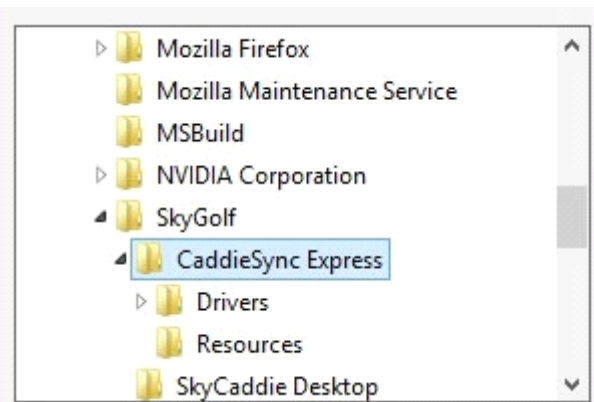 Mozilla Firefox
Mozilla Maintenance Service
MSBuild
NVIDIA Corporation
SkyGolf
CaddieSync Express
Drivers
Resources
SkyCaddie Desktop